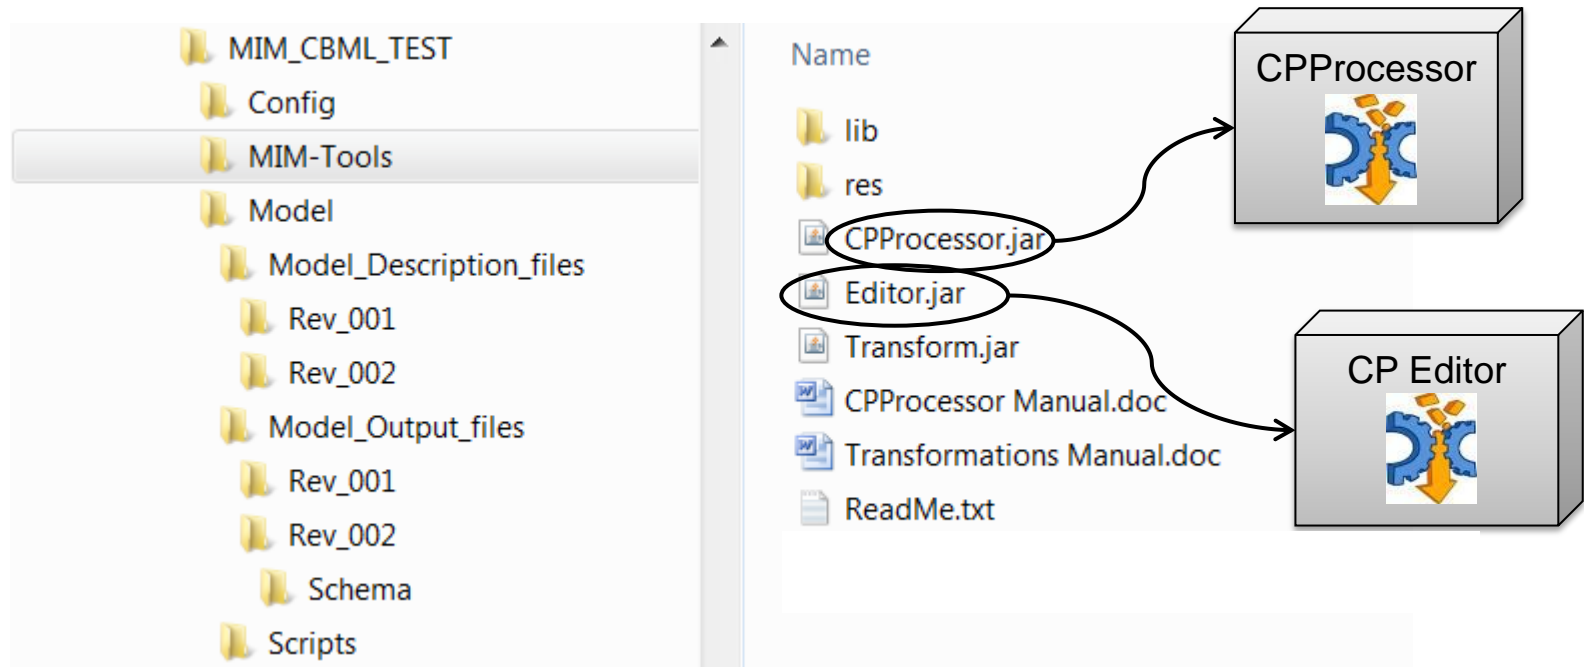 MIM_CBML_TEST
Config
MIM-Tools
Model
Model_Description_files
Rev_001
Rev_002
Model_Output_files
Rev_001
Rev_002
Schema
Scripts
Name
lib
res
CPProcessor.jar
Editor.jar
Transform.jar
CPProcessor Manual.doc
Transformations Manual.doc
ReadMe.txt
CPProcessor
CP Editor